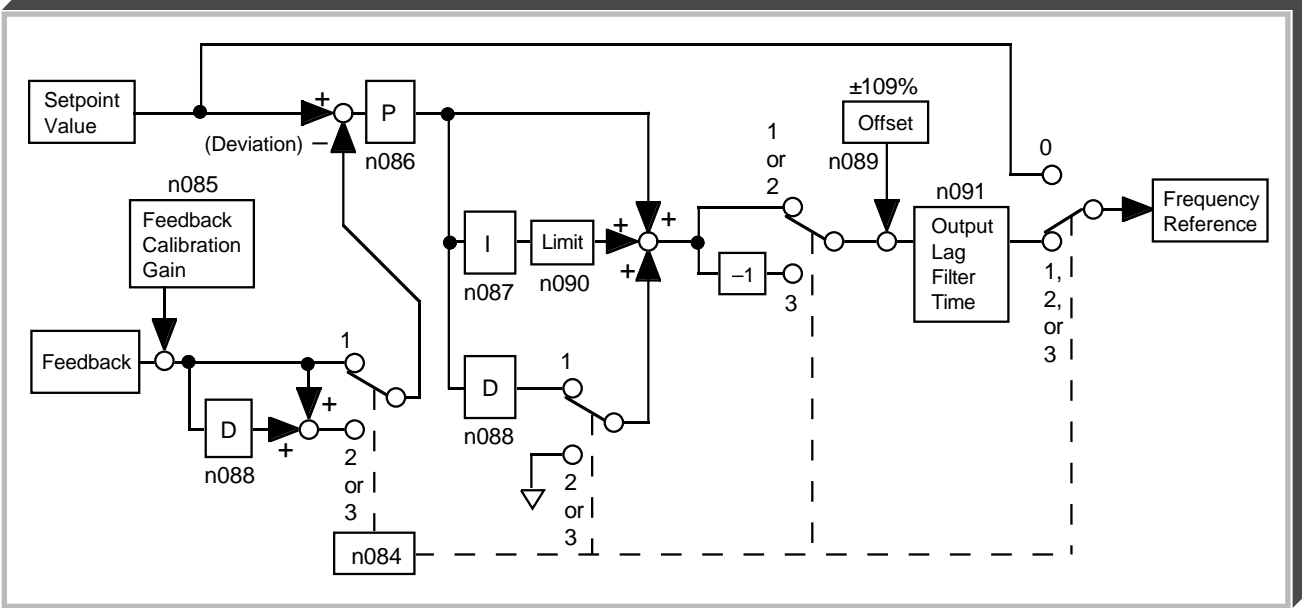 ±109%
Setpoint
Value
+
(Deviation)
–
P
n086
Offset
n089
1
or
2
0
n085
Feedback
Calibration
Gain
I
n087
+
Limit
n090
+
+
–1
3
n091
Output
Lag
Filter
Time
Frequency
Reference
1,
2,
or
3
Feedback
1
D
n088
+
+
2
or
3
D
n088
1
2
or
3
n084